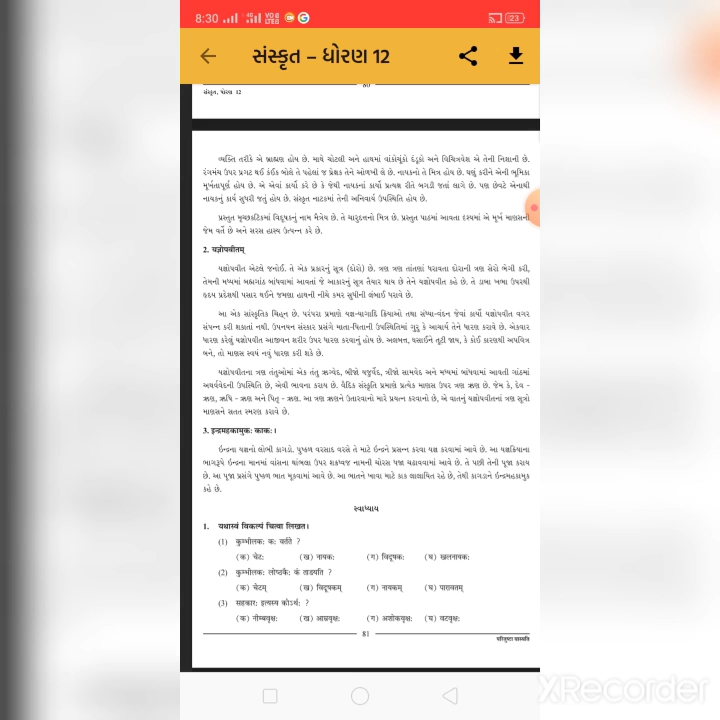 8:30 4G VO LTE 23
સંસ્કૃત – ધોરણ 12
80
સંસ્કૃત, ધોરણ 12
વ્યક્તિ તરીકે એ બ્રાહ્મણ હોય છે. માથે ચોટલી અને હાથમાં વાંકોચૂંકો દંડૂકો અને વિચિત્રવેશ એ તેની નિશાની છે.
રંગમંચ ઉપર પ્રગટ થઈ કંઈક બોલે તે પહેલાં જ પ્રેક્ષક તેને ઓળખી લે છે. નાયકનો તે મિત્ર હોય છે. ઘણું કરીને એની ભૂમિકા
મૂર્ખતાપૂર્ણ હોય છે. એ એવાં કાર્યો કરે છે કે જેથી નાયકનાં કાર્યો પ્રત્યક્ષ રીતે બગડી જતાં લાગે છે. પણ છેવટે એનાથી
નાયકનું કાર્ય સુધરી જતું હોય છે. સંસ્કૃત નાટકમાં તેની અનિવાર્ય ઉપસ્થિતિ હોય છે.
પ્રસ્તુત મૃચ્છકટિકમાં વિદૂષકનું નામ મૈત્રેય છે. તે ચારુદત્તનો મિત્ર છે. પ્રસ્તુત પાઠમાં આવતા દૃશ્યમાં એ મૂર્ખ માણસની
જેમ વર્તે છે અને સરસ હાસ્ય ઉત્પન્ન કરે છે.
2. યજ્ઞોપવીતમ્
યજ્ઞોપવીત એટલે જનોઈ. તે એક પ્રકારનું સૂત્ર (દોરો) છે. ત્રણ ત્રણ તાંતણાં ધરાવતા દોરાની ત્રણ સેરો ભેગી કરી,
તેમની મધ્યમાં બ્રહ્મગાંઠ બાંધવામાં આવતાં જે આકારનું સૂત્ર તૈયાર થાય છે તેને યજ્ઞોપવીત કહે છે. તે ડાબા ખભા ઉપરથી
હૃદય પ્રદેશથી પસાર થઈને જમણા હાથની નીચે કમર સુધીની લંબાઈ ધરાવે છે.
આ એક સાંસ્કૃતિક ચિહ્ન છે. પરંપરા પ્રમાણે યજ્ઞ-યાગાદિ ક્રિયાઓ તથા સંધ્યા-વંદન જેવાં કાર્યો યજ્ઞોપવીત વગર
સંપન્ન કરી શકાતાં નથી. ઉપનયન સંસ્કાર પ્રસંગે માતા-પિતાની ઉપસ્થિતિમાં ગુરુ કે આચાર્ય તેને ધારણ કરાવે છે. એકવાર
ધારણ કરેલું યજ્ઞોપવીત આજીવન શરીર ઉપર ધારણ કરવાનું હોય છે. અલબત્ત, ઘસાઈને તૂટી જાય, કે કોઈ કારણથી અપવિત્ર
બને, તો માણસ સ્વયં નવું ધારણ કરી શકે છે.
યજ્ઞોપવીતના ત્રણ તંતુઓમાં એક તંતુ ઋગ્વેદ, બીજો યજુર્વેદ, ત્રીજો સામવેદ અને મધ્યમાં બાંધવામાં આવતી ગાંઠમાં
અથર્વવેદની ઉપસ્થિતિ છે, એવી ભાવના કરાય છે. વૈદિક સંસ્કૃતિ પ્રમાણે પ્રત્યેક માણસ ઉપર ત્રણ ઋણ છે. જેમ કે, દેવ -
ઋણ, ઋષિ - ઋણ અને પિતૃ - ઋણ. આ ત્રણ ઋણને ઉતારવાનો મારે પ્રયત્ન કરવાનો છે, એ વાતનું યજ્ઞોપવીતનાં ત્રણ સૂત્રો
માણસને સતત સ્મરણ કરાવે છે.
3. इन्द्रमहकामुकः काकः ।
ઇન્દ્રના યજ્ઞનો લોભી કાગડો. પુષ્કળ વરસાદ વરસે તે માટે ઇન્દ્રને પ્રસન્ન કરવા યજ્ઞ કરવામાં આવે છે. આ યજ્ઞક્રિયાના
ભાગરૂપે ઇન્દ્રના માનમાં વાંસના થાંભલા ઉપર શક્રધ્વજ નામની ચોરસ ધજા ચઢાવવામાં આવે છે. તે પછી તેની પૂજા કરાય
છે. આ પૂજા પ્રસંગે પુષ્કળ ભાત મૂકવામાં આવે છે. આ ભાતને ખાવા માટે કાક લાલાયિત રહે છે, તેથી કાગડાને ઇન્દ્રમહકામુક
કહે છે.
સ્વાધ્યાય
1. यथास्वं विकल्पं चित्वा लिखत।
(1) कुम्भीलकः कः वर्तते ?
(क) चेटः (ख) नायकः (ग) विदूषकः (घ) खलनायकः
(2) कुम्भीलकः लोष्ठकैः कं ताडयति ?
(क) चेटम् (ख) विदूषकम् (ग) नायकम् (घ) पारावतम्
(3) सहकारः इत्यस्य कोऽर्थः ?
(क) नीम्बवृक्षः (ख) आम्रवृक्षः (ग) अशोकवृक्षः (घ) वटवृक्षः
81
XRecorder